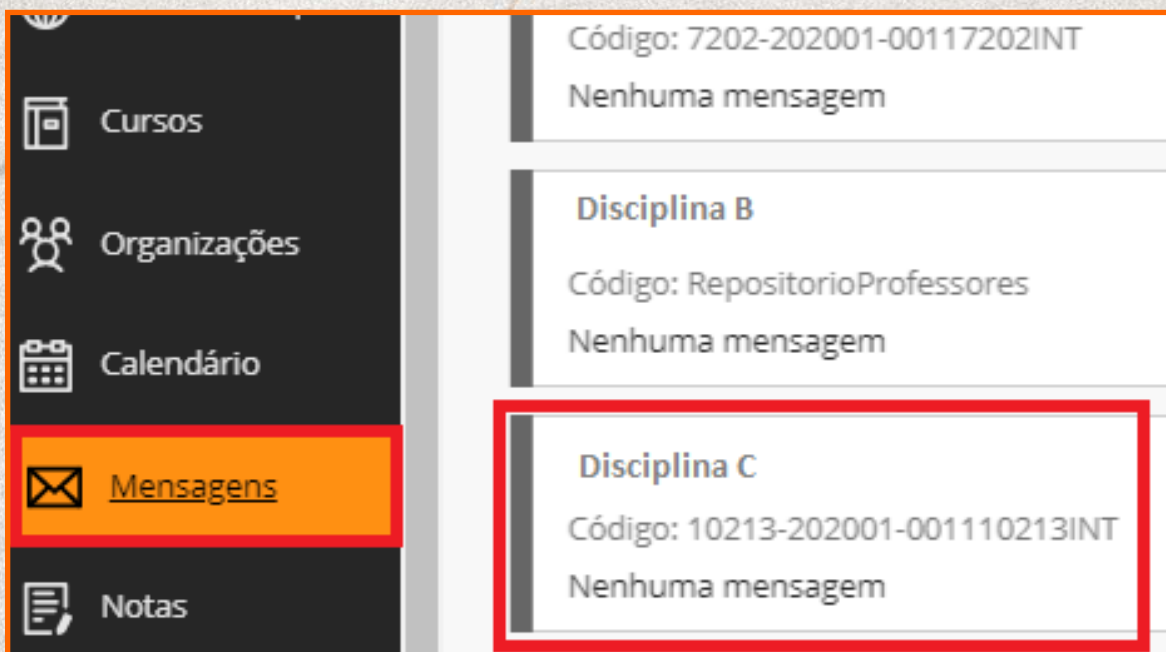 Cursos
Organizações
Calendário
Mensagens
Notas
Código: 7202-202001-00117202INT
Nenhuma mensagem
Disciplina B
Código: RepositorioProfessores
Nenhuma mensagem
Disciplina C
Código: 10213-202001-001110213INT
Nenhuma mensagem